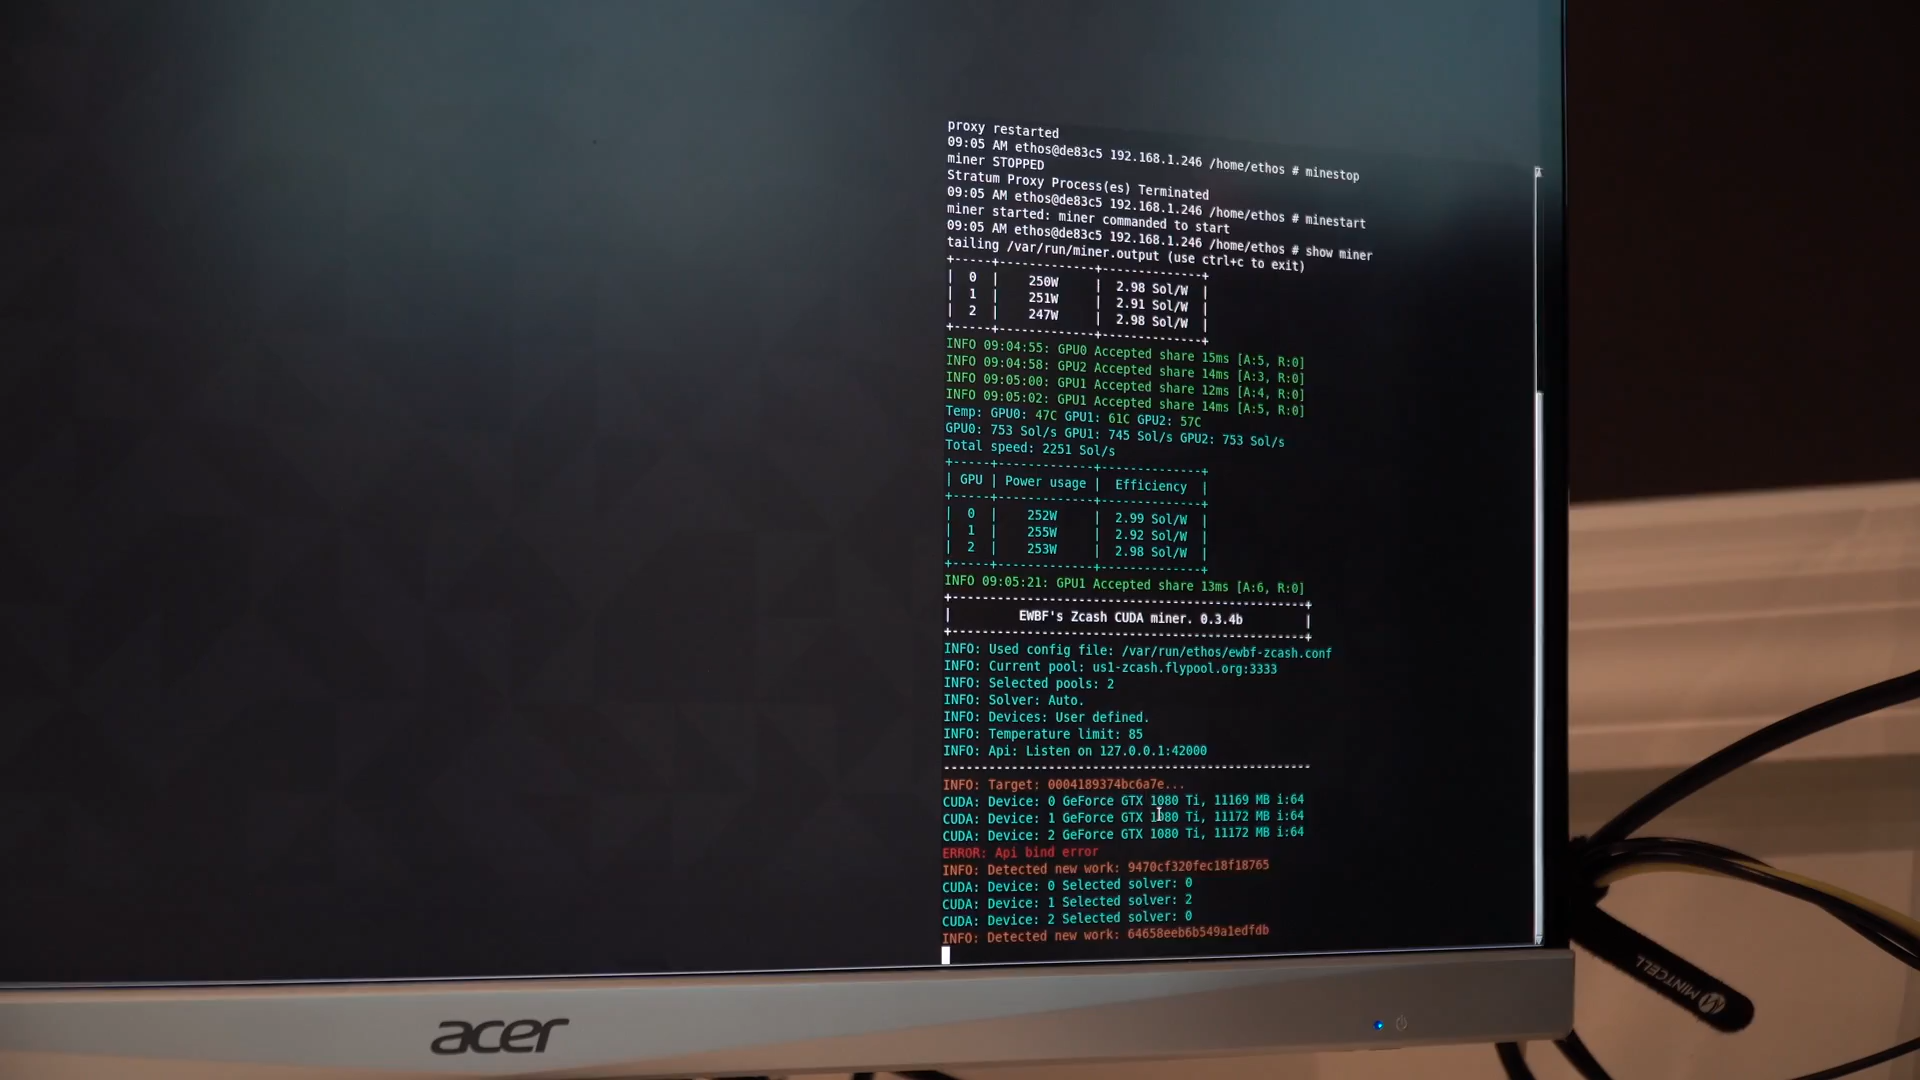 proxy restarted
09:05 AM ethos@de83c5 192.168.1.246 /home/ethos # minestop
miner STOPPED
Stratum Proxy Process(es) Terminated
09:05 AM ethos@de83c5 192.168.1.246 /home/ethos # minestart
miner started: miner commanded to start
09:05 AM ethos@de83c5 192.168.1.246 /home/ethos # show miner
tailing /var/run/miner.output (use ctrl+c to exit)
+-----+-------------+--------------+
| 0 | 250W | 2.98 Sol/W |
| 1 | 251W | 2.91 Sol/W |
| 2 | 247W | 2.98 Sol/W |
+-----+-------------+--------------+
INFO 09:04:55: GPU0 Accepted share 15ms [A:5, R:0]
INFO 09:04:58: GPU2 Accepted share 14ms [A:3, R:0]
INFO 09:05:00: GPU1 Accepted share 12ms [A:4, R:0]
INFO 09:05:02: GPU1 Accepted share 14ms [A:5, R:0]
Temp: GPU0: 47C GPU1: 61C GPU2: 57C
GPU0: 753 Sol/s GPU1: 745 Sol/s GPU2: 753 Sol/s
Total speed: 2251 Sol/s
+-----+-------------+--------------+
| GPU | Power usage | Efficiency |
+-----+-------------+--------------+
| 0 | 252W | 2.99 Sol/W |
| 1 | 255W | 2.92 Sol/W |
| 2 | 253W | 2.98 Sol/W |
+-----+-------------+--------------+
INFO 09:05:21: GPU1 Accepted share 13ms [A:6, R:0]
+-------------------------------------------------+
| EWBF's Zcash CUDA miner. 0.3.4b |
+-------------------------------------------------+
INFO: Used config file: /var/run/ethos/ewbf-zcash.conf
INFO: Current pool: us1-zcash.flypool.org:3333
INFO: Selected pools: 2
INFO: Solver: Auto.
INFO: Devices: User defined.
INFO: Temperature limit: 85
INFO: Api: Listen on 127.0.0.1:42000
---------------------------------------------------
INFO: Target: 0004189374bc6a7e...
CUDA: Device: 0 GeForce GTX 1080 Ti, 11169 MB i:64
CUDA: Device: 1 GeForce GTX 1080 Ti, 11172 MB i:64
CUDA: Device: 2 GeForce GTX 1080 Ti, 11172 MB i:64
ERROR: Api bind error
INFO: Detected new work: 9470cf320fec18f18765
CUDA: Device: 0 Selected solver: 0
CUDA: Device: 1 Selected solver: 2
CUDA: Device: 2 Selected solver: 0
INFO: Detected new work: 64658eeb6b549a1edfdb
acer
MINTCELL